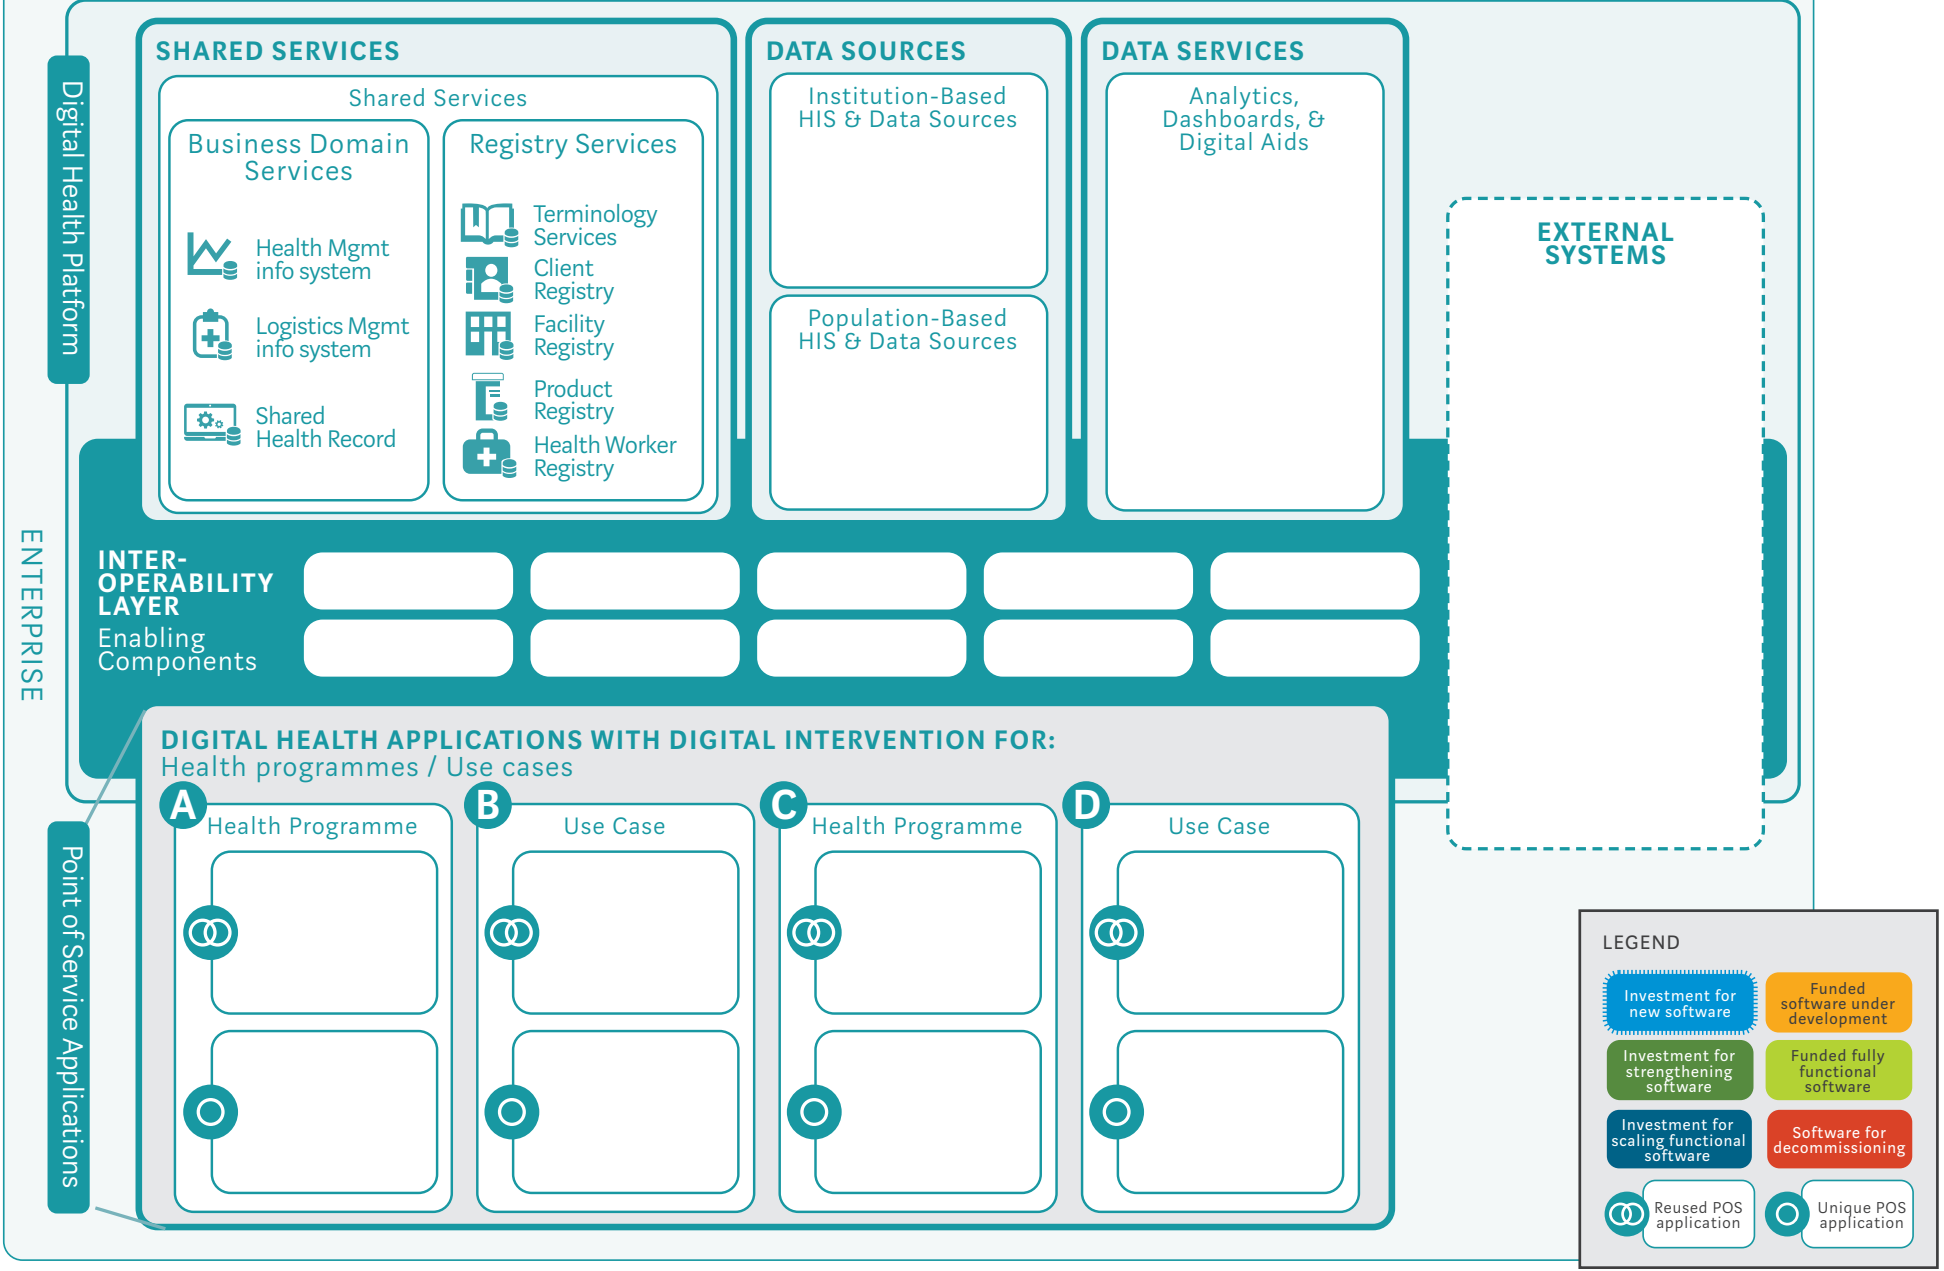 Digital Health Platform
ENTERPRISE
Point of Service Applications
SHARED SERVICES
Shared Services
Business Domain
Services
Health Mgmt
info system
Logistics Mgmt
info system
Shared
Health Record
Registry Services
Terminology
Services
Client
Registry
Facility
Registry
Product
Registry
Health Worker
Registry
DATA SOURCES
Institution-Based
HIS & Data Sources
Population-Based
HIS & Data Sources
DATA SERVICES
Analytics,
Dashboards, &
Digital Aids
EXTERNAL
SYSTEMS
INTER-
OPERABILITY
LAYER
Enabling
Components
DIGITAL HEALTH APPLICATIONS WITH DIGITAL INTERVENTION FOR:
Health programmes / Use cases
A
Health Programme
B
Use Case
C
Health Programme
D
Use Case
LEGEND
Investment for
new software
Funded
software under
development
Investment for
strengthening
software
Funded fully
functional
software
Investment for
scaling functional
software
Software for
decommissioning
Reused POS
application
Unique POS
application